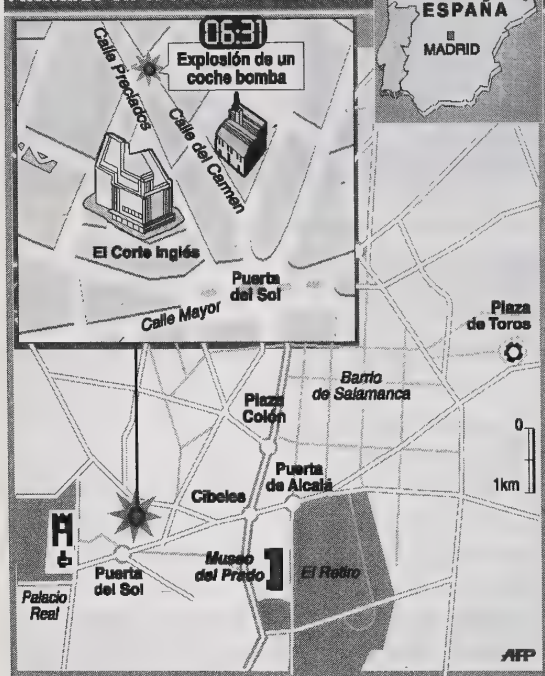 ESPAÑA
MADRID
06:31
Explosión de un
coche bomba
Calle Preciados
Calle del Carmen
El Corte Inglés
Puerta
del Sol
Calle Mayor
Plaza
de Toros
Barrio
de Salamanca
Plaza
Colón
0
1km
Puerta
de Alcalá
Cibeles
Museo
del Prado
El Retiro
Puerta
del Sol
Palacio
Real
AFP